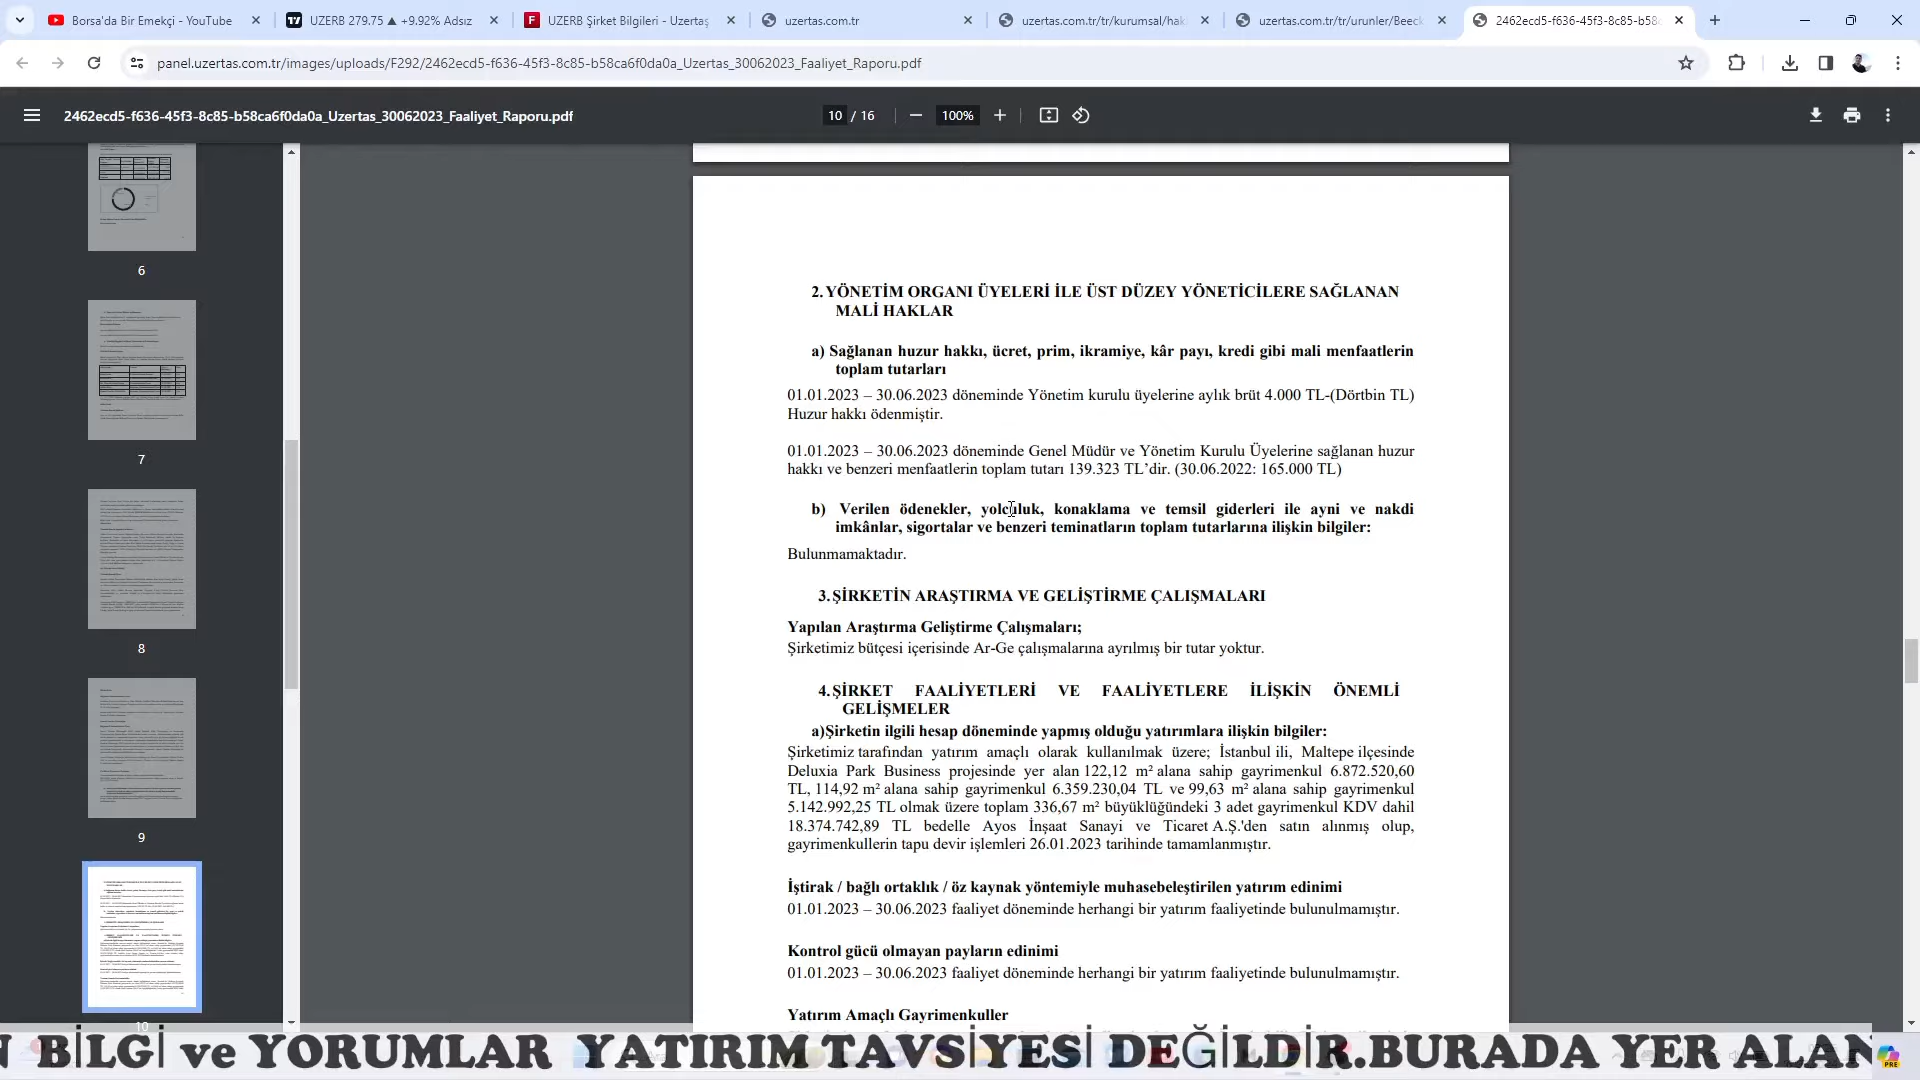 Borsa'da Bir Emekçi - YouTube
UZERB 279.75 ▲ +9.92% Adsız
UZERB Şirket Bilgileri - Uzertaş
uzertas.com.tr
uzertas.com.tr/tr/kurumsal/hak
uzertas.com.tr/tr/urunler/Beeck
2462ecd5-f636-45f3-8c85-b58
panel.uzertas.com.tr/images/uploads/F292/2462ecd5-f636-45f3-8c85-b58ca6f0da0a_Uzertas_30062023_Faaliyet_Raporu.pdf
2462ecd5-f636-45f3-8c85-b58ca6f0da0a_Uzertas_30062023_Faaliyet_Raporu.pdf
10 / 16
100%
6
7
8
9
10
2. YÖNETİM ORGANI ÜYELERİ İLE ÜST DÜZEY YÖNETİCİLERE SAĞLANAN
MALİ HAKLAR
a) Sağlanan huzur hakkı, ücret, prim, ikramiye, kâr payı, kredi gibi mali menfaatlerin
toplam tutarları
01.01.2023 – 30.06.2023 döneminde Yönetim kurulu üyelerine aylık brüt 4.000 TL-(Dörtbin TL)
Huzur hakkı ödenmiştir.
01.01.2023 – 30.06.2023 döneminde Genel Müdür ve Yönetim Kurulu Üyelerine sağlanan huzur
hakkı ve benzeri menfaatlerin toplam tutarı 139.323 TL'dir. (30.06.2022: 165.000 TL)
b) Verilen ödenekler, yolculuk, konaklama ve temsil giderleri ile ayni ve nakdi
imkânlar, sigortalar ve benzeri teminatların toplam tutarlarına ilişkin bilgiler:
Bulunmamaktadır.
3. ŞİRKETİN ARAŞTIRMA VE GELİŞTİRME ÇALIŞMALARI
Yapılan Araştırma Geliştirme Çalışmaları;
Şirketimiz bütçesi içerisinde Ar-Ge çalışmalarına ayrılmış bir tutar yoktur.
4. ŞİRKET FAALİYETLERİ VE FAALİYETLERE İLİŞKİN ÖNEMLİ
GELİŞMELER
a)Şirketin ilgili hesap döneminde yapmış olduğu yatırımlara ilişkin bilgiler:
Şirketimiz tarafından yatırım amaçlı olarak kullanılmak üzere; İstanbul ili, Maltepe ilçesinde
Deluxia Park Business projesinde yer alan 122,12 m² alana sahip gayrimenkul 6.872.520,60
TL, 114,92 m² alana sahip gayrimenkul 6.359.230,04 TL ve 99,63 m² alana sahip gayrimenkul
5.142.992,25 TL olmak üzere toplam 336,67 m² büyüklüğündeki 3 adet gayrimenkul KDV dahil
18.374.742,89 TL bedelle Ayos İnşaat Sanayi ve Ticaret A.Ş.'den satın alınmış olup,
gayrimenkullerin tapu devir işlemleri 26.01.2023 tarihinde tamamlanmıştır.
İştirak / bağlı ortaklık / öz kaynak yöntemiyle muhasebeleştirilen yatırım edinimi
01.01.2023 – 30.06.2023 faaliyet döneminde herhangi bir yatırım faaliyetinde bulunulmamıştır.
Kontrol gücü olmayan payların edinimi
01.01.2023 – 30.06.2023 faaliyet döneminde herhangi bir yatırım faaliyetinde bulunulmamıştır.
Yatırım Amaçlı Gayrimenkuller
N BİLGİ ve YORUMLAR YATIRIM TAVSİYESİ DEĞİLDİR.BURADA YER ALAN